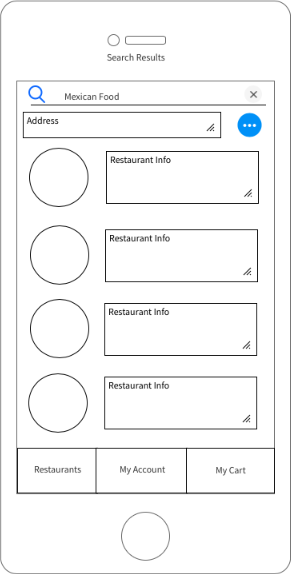 Search Results
Mexican Food
Address
Restaurant Info
Restaurant Info
Restaurant Info
Restaurant Info
Restaurants
My Account
My Cart